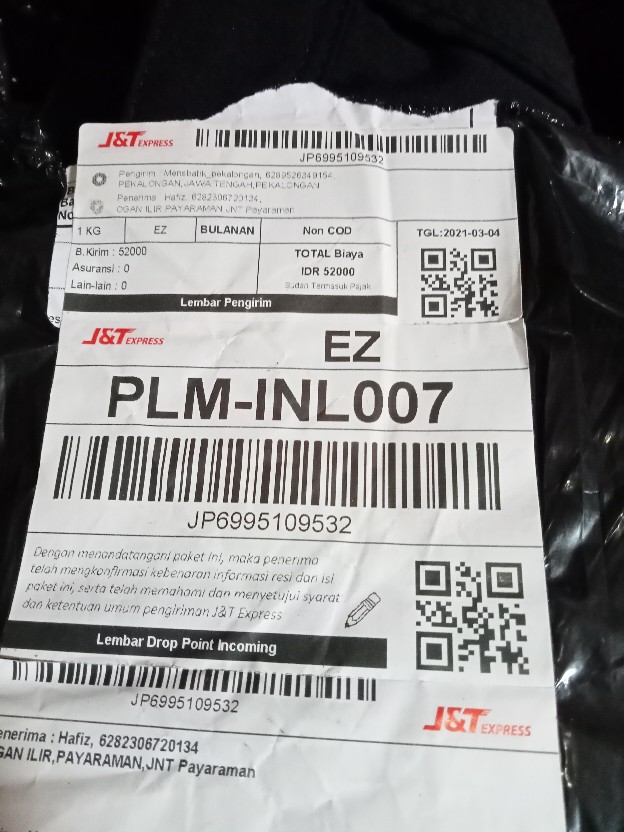 J&T EXPRESS
JP6995109532
Pengirim : Mensbatik_pekalongan, 6289526349154
PEKALONGAN,JAWA TENGAH,PEKALONGAN
Penerima : Hafiz, 6282306720134,
OGAN ILIR PAYARAMAN JNT Payaraman
1 KG EZ BULANAN Non COD TGL:2021-03-04
B.Kirim : 52000
Asuransi : 0
Lain-lain : 0
TOTAL Biaya
IDR 52000
Sudah Termasuk Pajak
Lembar Pengirim
J&T EXPRESS
EZ
PLM-INL007
JP6995109532
Dengan menandatangani paket ini, maka penerima
telah mengkonfirmasi kebenaran informasi resi dan isi
paket ini, serta telah memahami dan menyetujui syarat
dan ketentuan umum pengiriman J&T Express
Lembar Drop Point Incoming
JP6995109532
J&T EXPRESS
enerima : Hafiz, 6282306720134
GAN ILIR,PAYARAMAN,JNT Payaraman